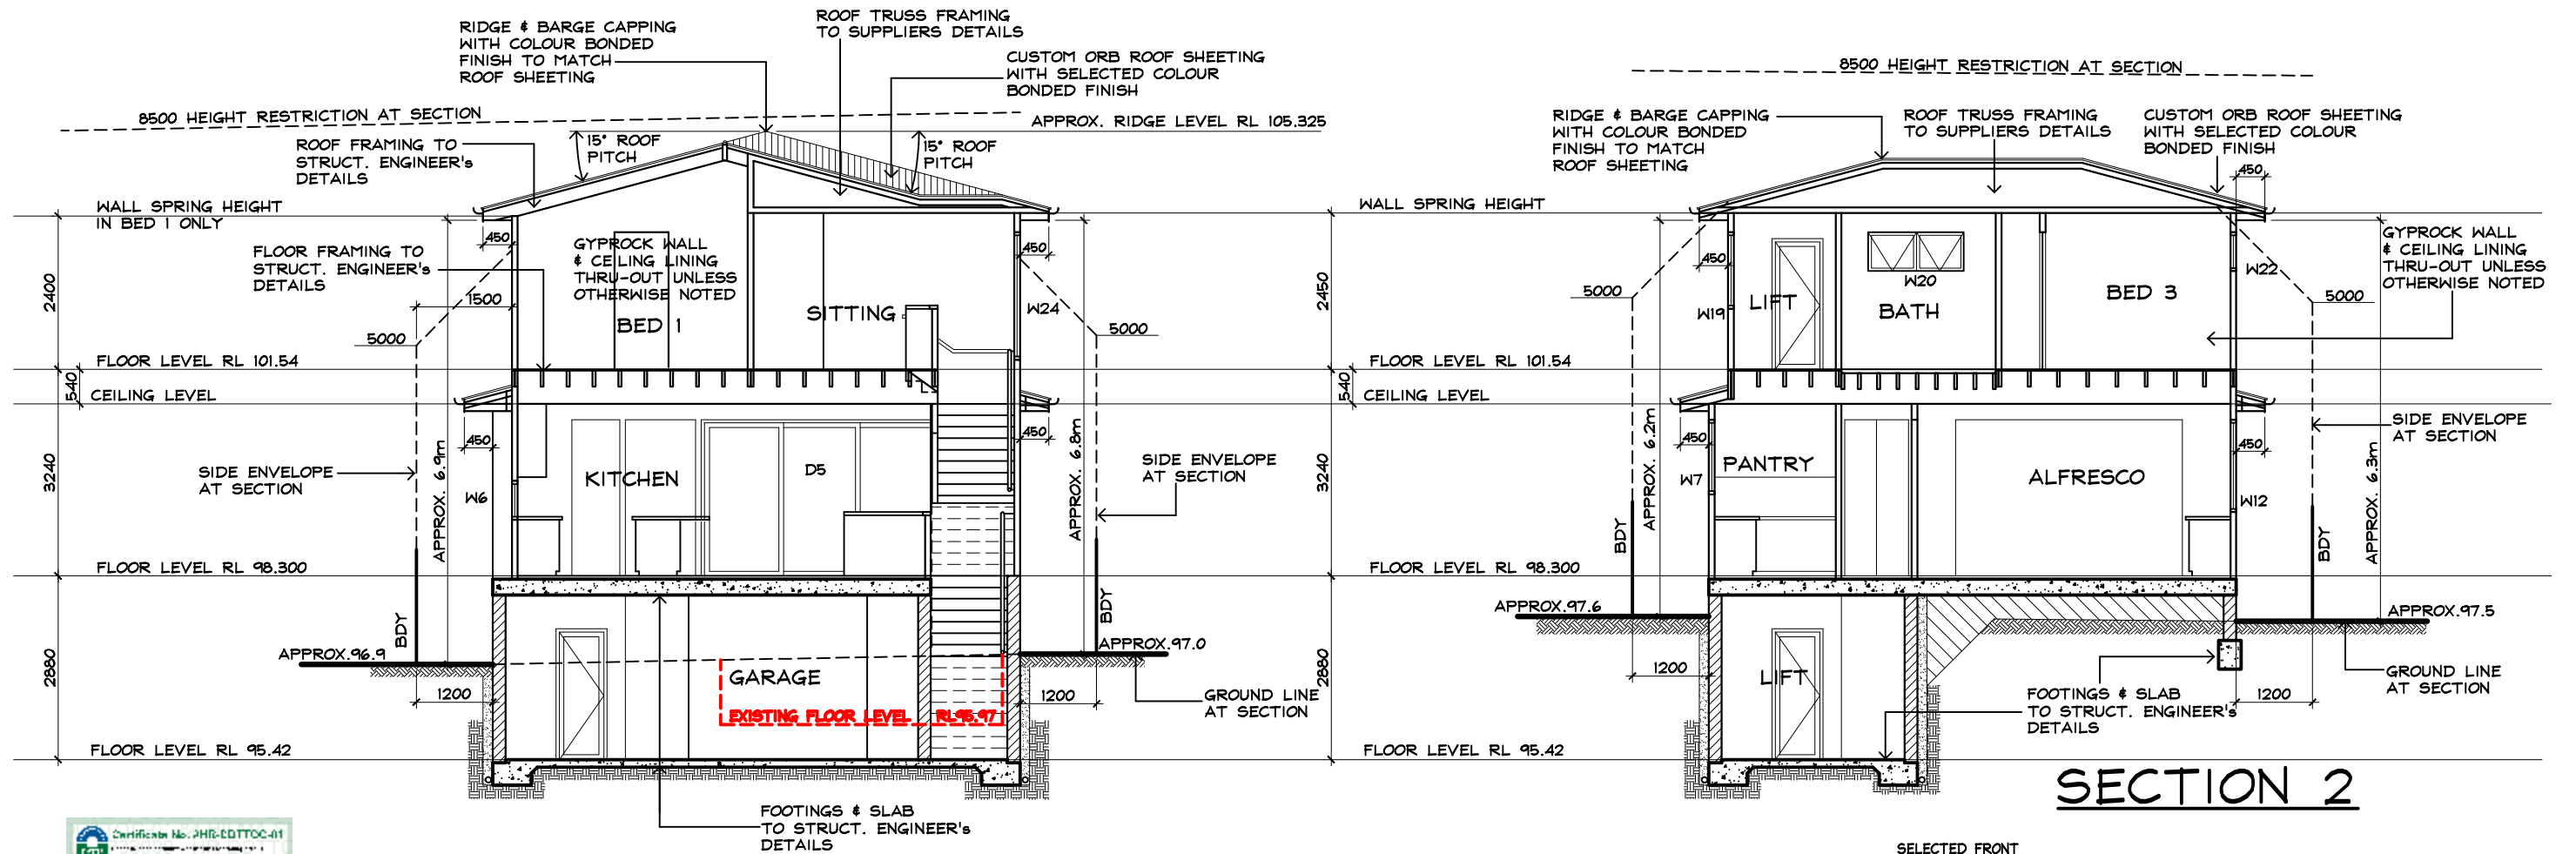 RIDGE & BARGE CAPPING
WITH COLOUR BONDED
FINISH TO MATCH
ROOF SHEETING
ROOF TRUSS FRAMING
TO SUPPLIERS DETAILS
CUSTOM ORB ROOF SHEETING
WITH SELECTED COLOUR
BONDED FINISH
8500 HEIGHT RESTRICTION AT SECTION
APPROX. RIDGE LEVEL RL 105.325
ROOF FRAMING TO
STRUCT. ENGINEER's
DETAILS
15° ROOF
PITCH
15° ROOF
PITCH
WALL SPRING HEIGHT
IN BED 1 ONLY
FLOOR FRAMING TO
STRUCT. ENGINEER's
DETAILS
450
GYPROCK WALL
& CEILING LINING
THRU-OUT UNLESS
OTHERWISE NOTED
450
2400
1500
BED 1
SITTING
W24
5000
5000
FLOOR LEVEL RL 101.54
540
CEILING LEVEL
450
450
APPROX. 6.9m
APPROX. 6.8m
SIDE ENVELOPE
AT SECTION
KITCHEN
D5
W6
SIDE ENVELOPE
AT SECTION
3240
FLOOR LEVEL RL 98.300
BDY
BDY
APPROX.96.9
APPROX.97.0
2880
GARAGE
1200
1200
EXISTING FLOOR LEVEL RL95.97
GROUND LINE
AT SECTION
FLOOR LEVEL RL 95.42
FOOTINGS & SLAB
TO STRUCT. ENGINEER's
DETAILS
8500 HEIGHT RESTRICTION AT SECTION
RIDGE & BARGE CAPPING
WITH COLOUR BONDED
FINISH TO MATCH
ROOF SHEETING
ROOF TRUSS FRAMING
TO SUPPLIERS DETAILS
CUSTOM ORB ROOF SHEETING
WITH SELECTED COLOUR
BONDED FINISH
450
WALL SPRING HEIGHT
GYPROCK WALL
& CEILING LINING
THRU-OUT UNLESS
OTHERWISE NOTED
450
2450
5000
5000
W19
LIFT
W20
BATH
BED 3
W22
FLOOR LEVEL RL 101.54
540
CEILING LEVEL
450
450
APPROX. 6.2m
APPROX. 6.3m
SIDE ENVELOPE
AT SECTION
3240
PANTRY
W7
ALFRESCO
W12
BDY
BDY
FLOOR LEVEL RL 98.300
APPROX.97.6
APPROX.97.5
2880
1200
LIFT
1200
GROUND LINE
AT SECTION
FOOTINGS & SLAB
TO STRUCT. ENGINEER's
DETAILS
FLOOR LEVEL RL 95.42
SECTION 2
SELECTED FRONT
Certificate No.